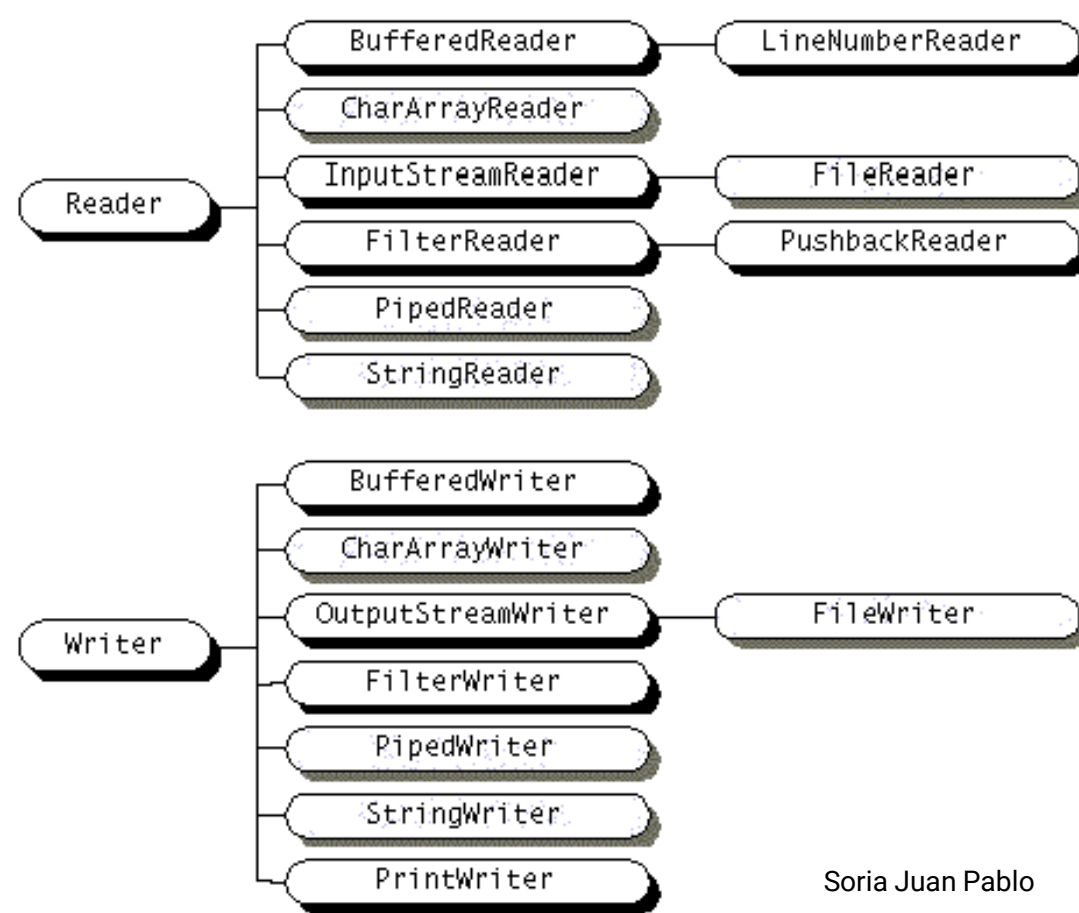 BufferedReader LineNumberReader
CharArrayReader
InputStreamReader FileReader
Reader
FilterReader PushbackReader
PipedReader
StringReader
BufferedWriter
CharArrayWriter
OutputStreamWriter FileWriter
Writer
FilterWriter
PipedWriter
StringWriter
PrintWriter
Soria Juan Pablo